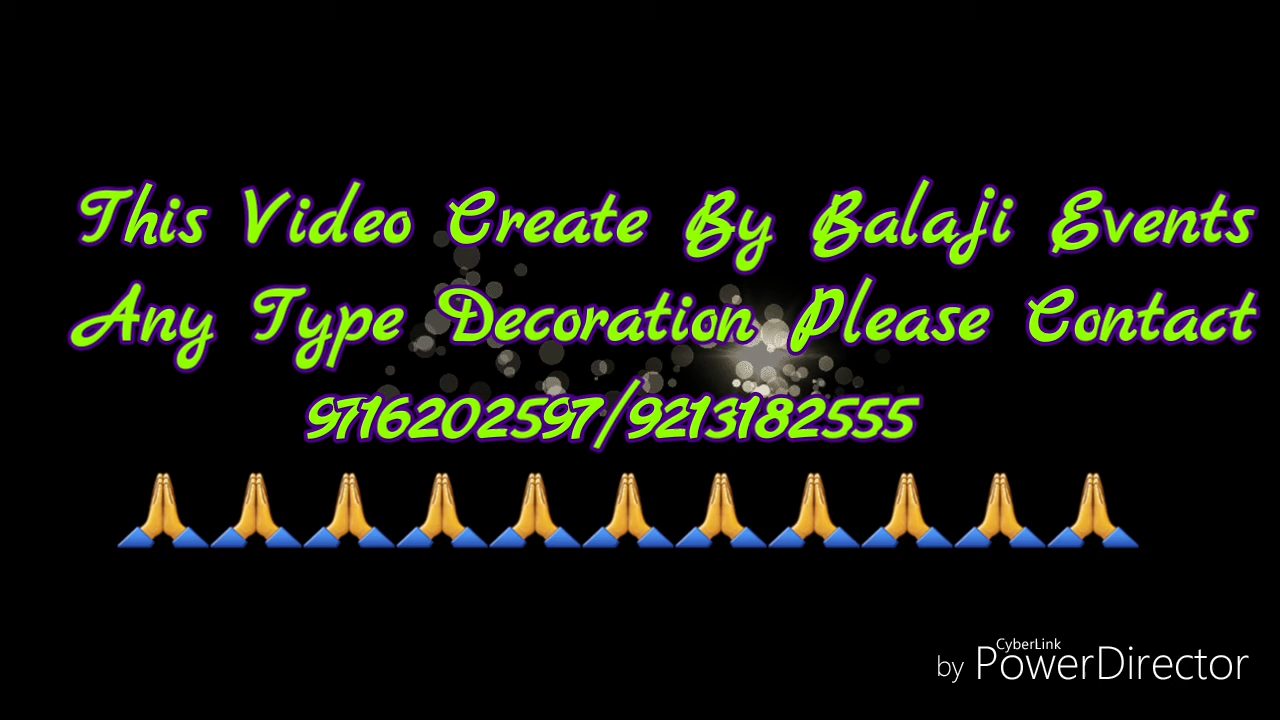 This Video Create By Balaji Events
Any Type Decoration Please Contact
9716202597/9213182555
🙏🙏🙏🙏🙏🙏🙏🙏🙏🙏🙏
by CyberLink PowerDirector